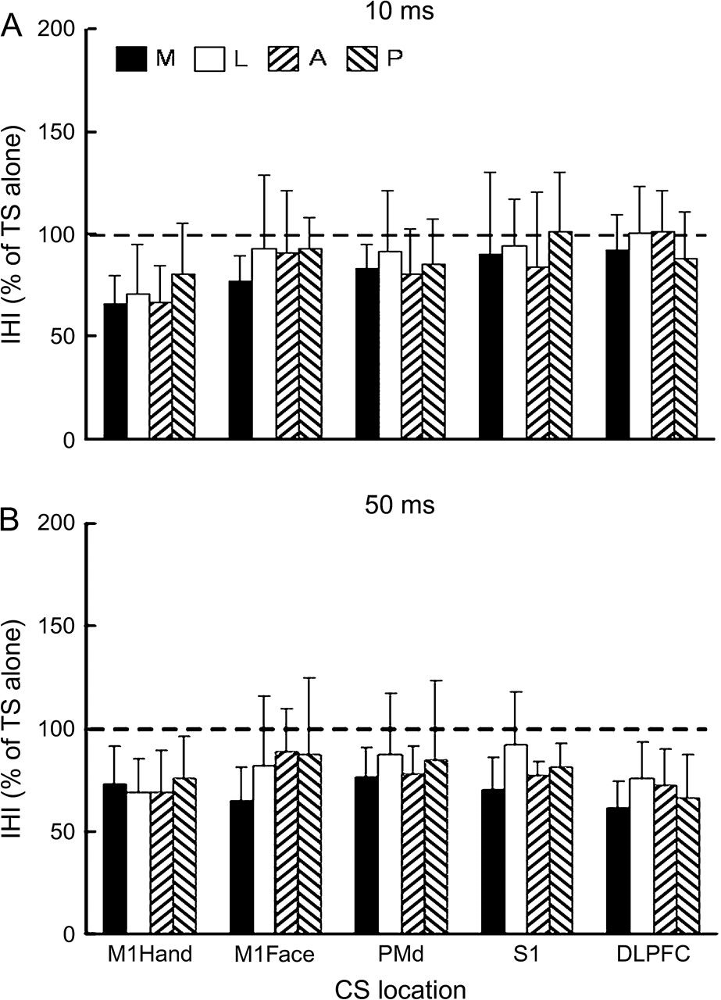 A
10 ms
200
M L A P
150
100
50
0
IHI (% of TS alone)
B
50 ms
200
150
100
50
0
IHI (% of TS alone)
M1Hand M1Face PMd S1 DLPFC
CS location